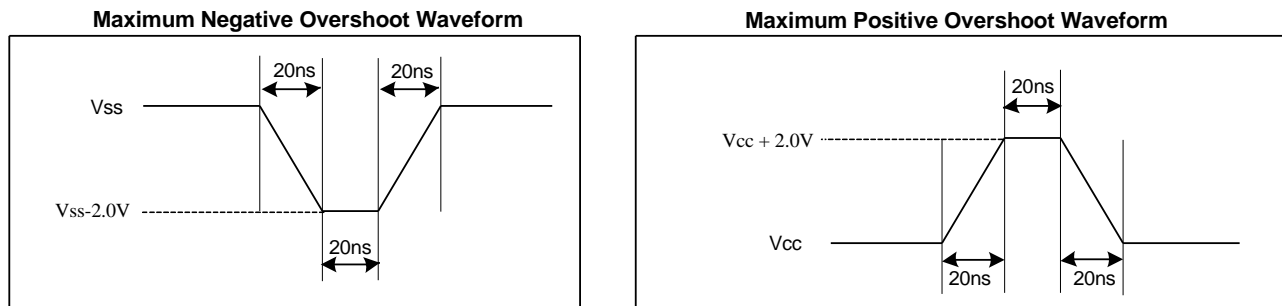 Maximum Negative Overshoot Waveform
20ns 20ns
Vss
Vss-2.0V
20ns
Maximum Positive Overshoot Waveform
20ns
Vcc + 2.0V
Vcc
20ns 20ns